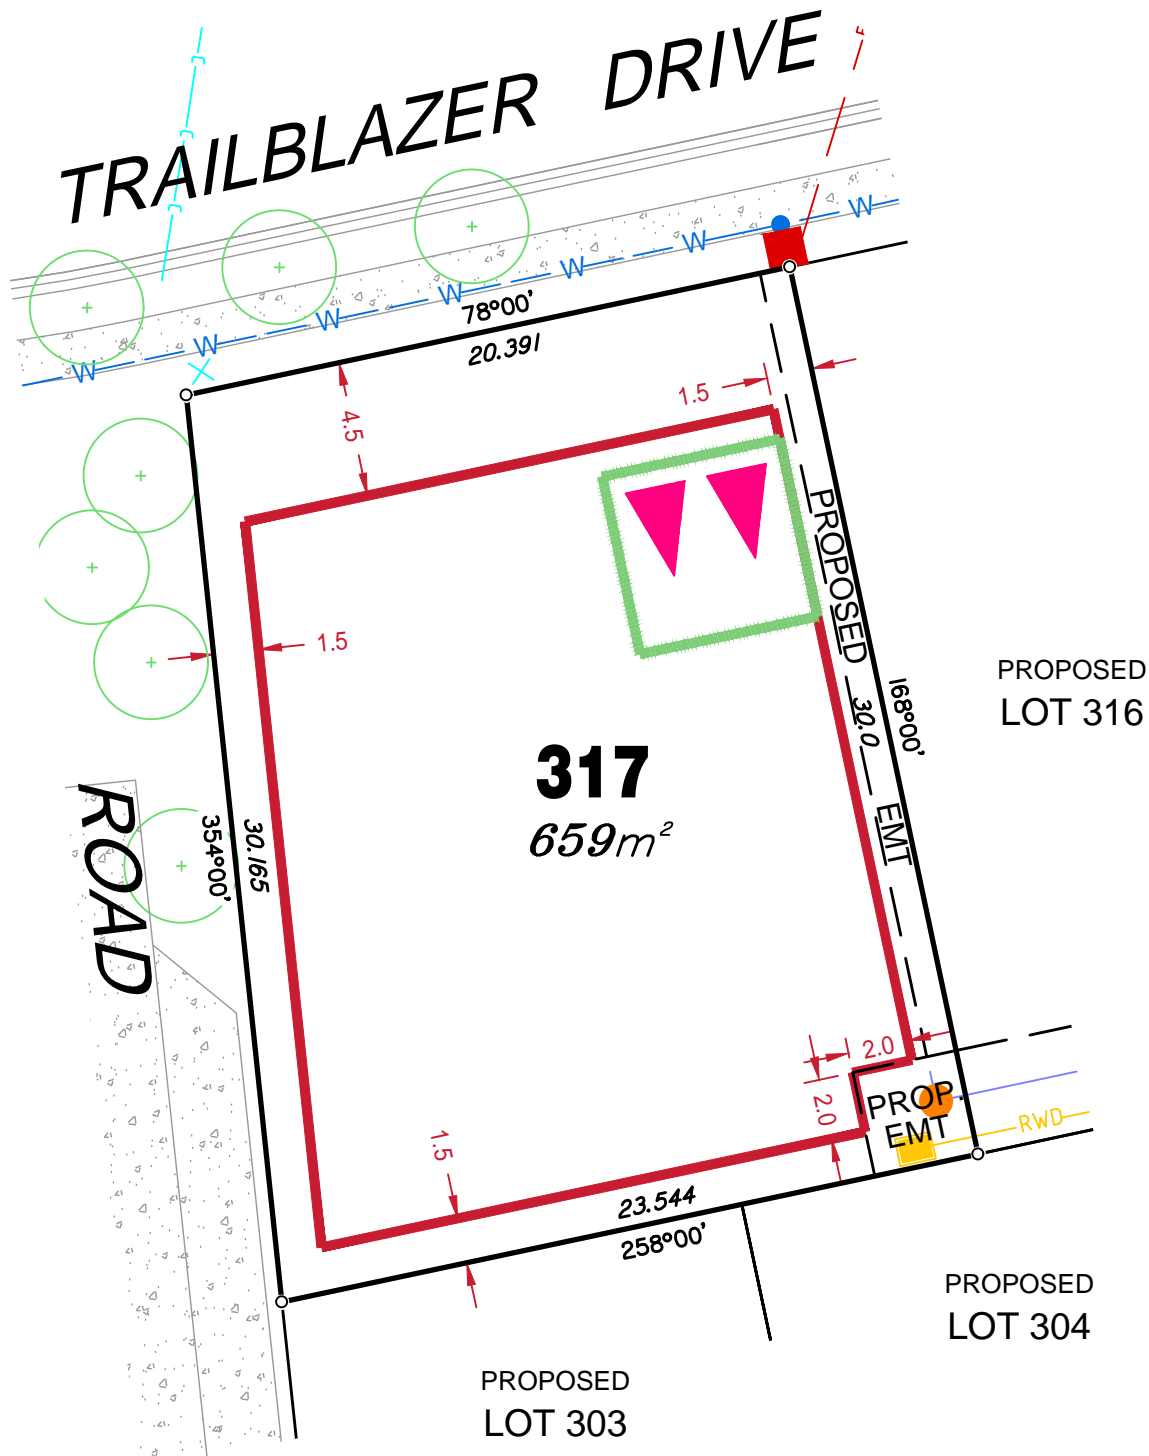 TRAILBLAZER DRIVE
E
W
W
W
W
W
W
W
78°00'
20.391
4.5
1.5
1.5
PROPOSED
EMT
30.0
168°00'
PROPOSED
LOT 316
317
659m²
ROAD
354°00'
30.165
2.0
2.0
PROP.
EMT
RWD
1.5
23.544
258°00'
PROPOSED
LOT 304
PROPOSED
LOT 303